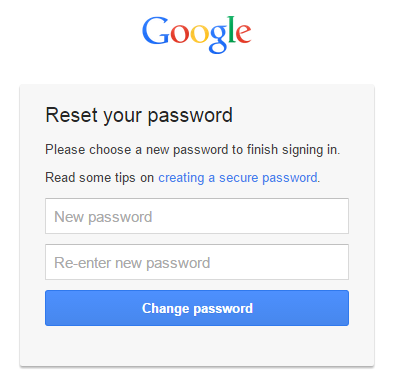 Google
Reset your password
Please choose a new password to finish signing in.
Read some tips on creating a secure password.
New password
Re-enter new password
Change password